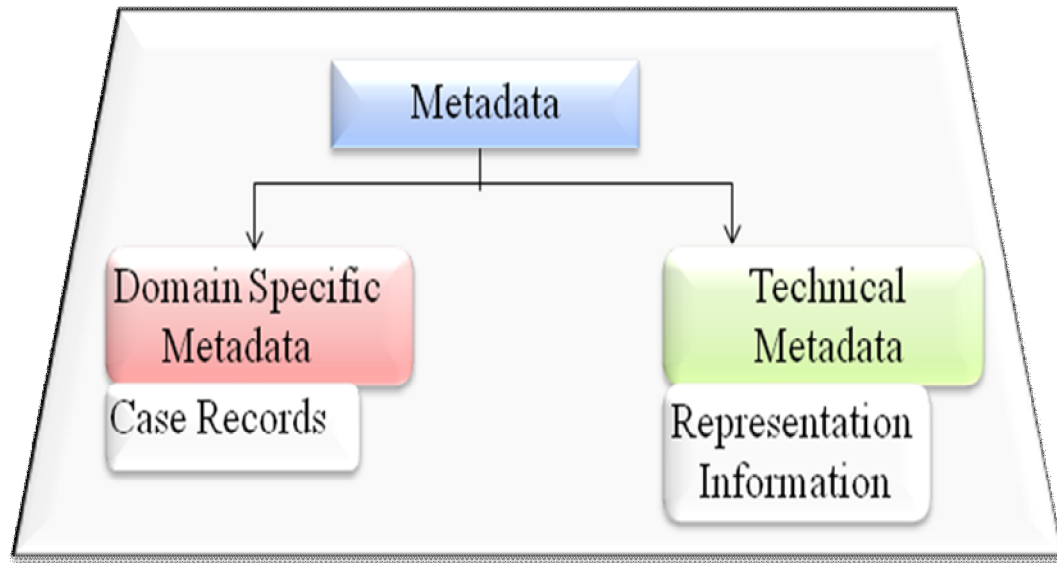 Metadata
Domain Specific
Metadata
Case Records
Technical
Metadata
Representation
Information